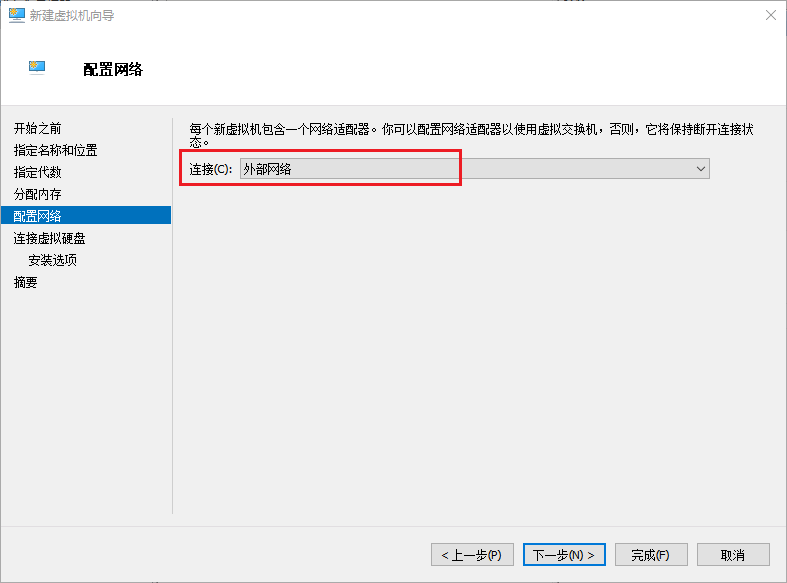 新建虚拟机向导
配置网络
开始之前
指定名称和位置
指定代数
分配内存
配置网络
连接虚拟硬盘
安装选项
摘要
每个新虚拟机包含一个网络适配器。你可以配置网络适配器以使用虚拟交换机，否则，它将保持断开连接状
态。
连接(C): 外部网络
< 上一步(P) 下一步(N) > 完成(F) 取消